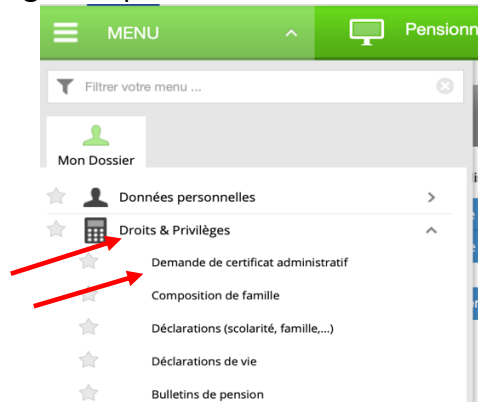 MENU
Pensionn
Filtrer votre menu ...
Mon Dossier
Données personnelles
Droits & Privilèges
Demande de certificat administratif
Composition de famille
Déclarations (scolarité, famille,...)
Déclarations de vie
Bulletins de pension